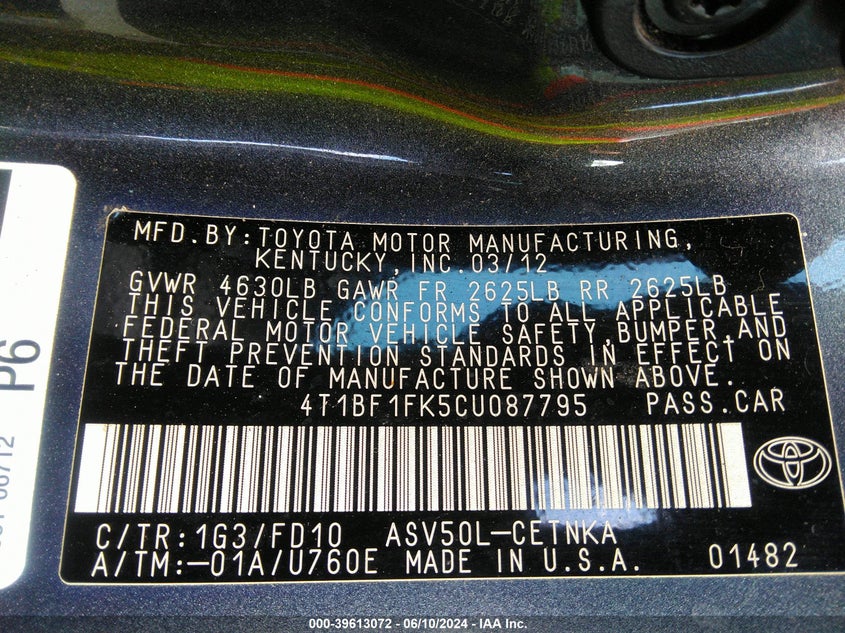 MFD.BY:TOYOTA MOTOR MANUFACTURING,
KENTUCKY,INC.03/12
GVWR 4630LB GAWR FR 2625LB RR 2625LB
THIS VEHICLE CONFORMS TO ALL APPLICABLE
FEDERAL MOTOR VEHICLE SAFETY,BUMPER,AND
THEFT PREVENTION STANDARDS IN EFFECT ON
THE DATE OF MANUFACTURE SHOWN ABOVE.
4T1BF1FK5CU087795 PASS.CAR
C/TR:1G3/FD10 ASV50L-CETNKA
A/TM:-01A/U760E MADE IN U.S.A. 01482
P6
000-39613072 / 06/10/2024 - IAA Inc.